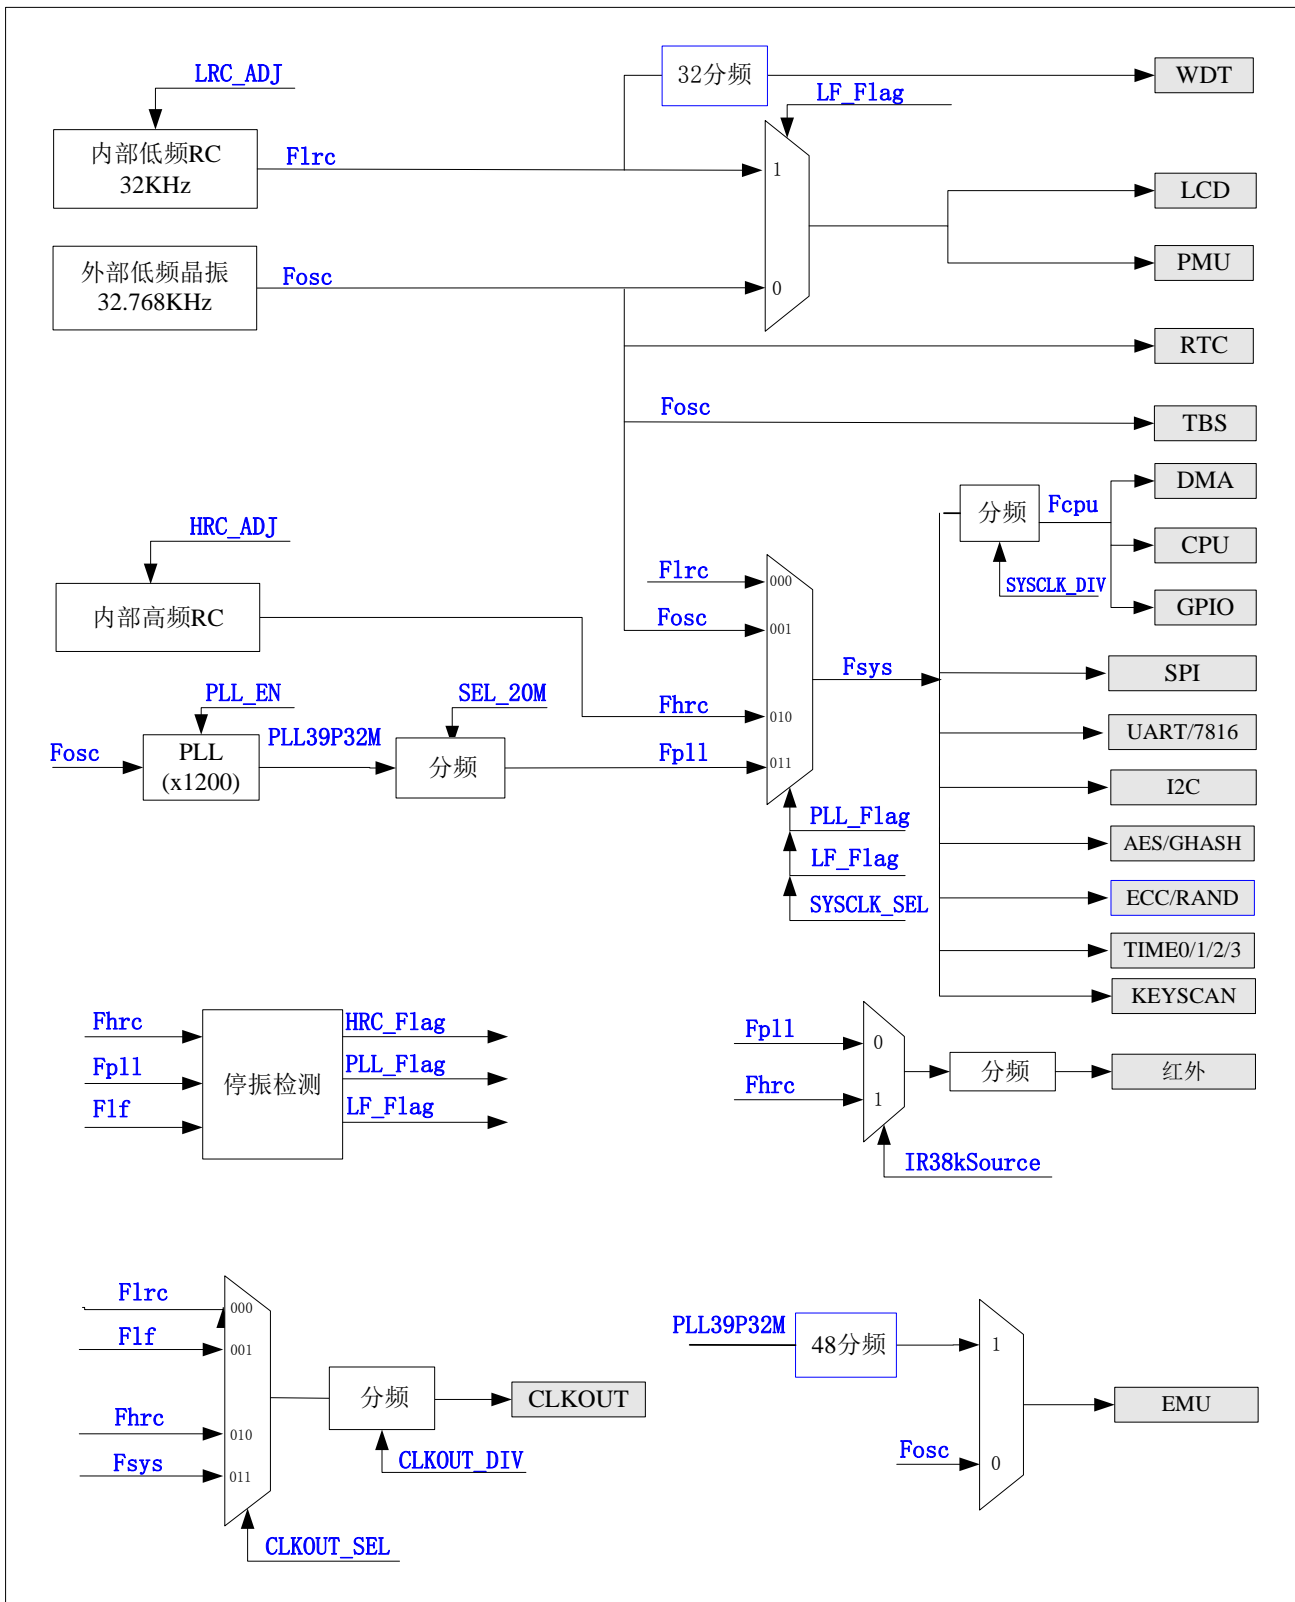 32分频
WDT
LRC_ADJ
LF_Flag
内部低频RC
32KHz
Flrc
1
LCD
外部低频晶振
32.768KHz
Fosc
0
PMU
RTC
Fosc
TBS
DMA
分频
Fcpu
HRC_ADJ
CPU
SYSCLK_DIV
Flrc
000
内部高频RC
Fosc
001
GPIO
Fsys
SPI
PLL_EN
SEL_20M
Fhrc
010
UART/7816
Fosc
PLL
(x1200)
PLL39P32M
分频
Fpll
011
I2C
PLL_Flag
AES/GHASH
LF_Flag
ECC/RAND
SYSCLK_SEL
TIME0/1/2/3
KEYSCAN
Fhrc
HRC_Flag
Fpll
0
Fpll
停振检测
PLL_Flag
分频
红外
Fhrc
1
Flf
LF_Flag
IR38kSource
Flrc
000
Flf
001
PLL39P32M
48分频
1
分频
CLKOUT
EMU
Fhrc
010
Fsys
011
CLKOUT_DIV
Fosc
0
CLKOUT_SEL